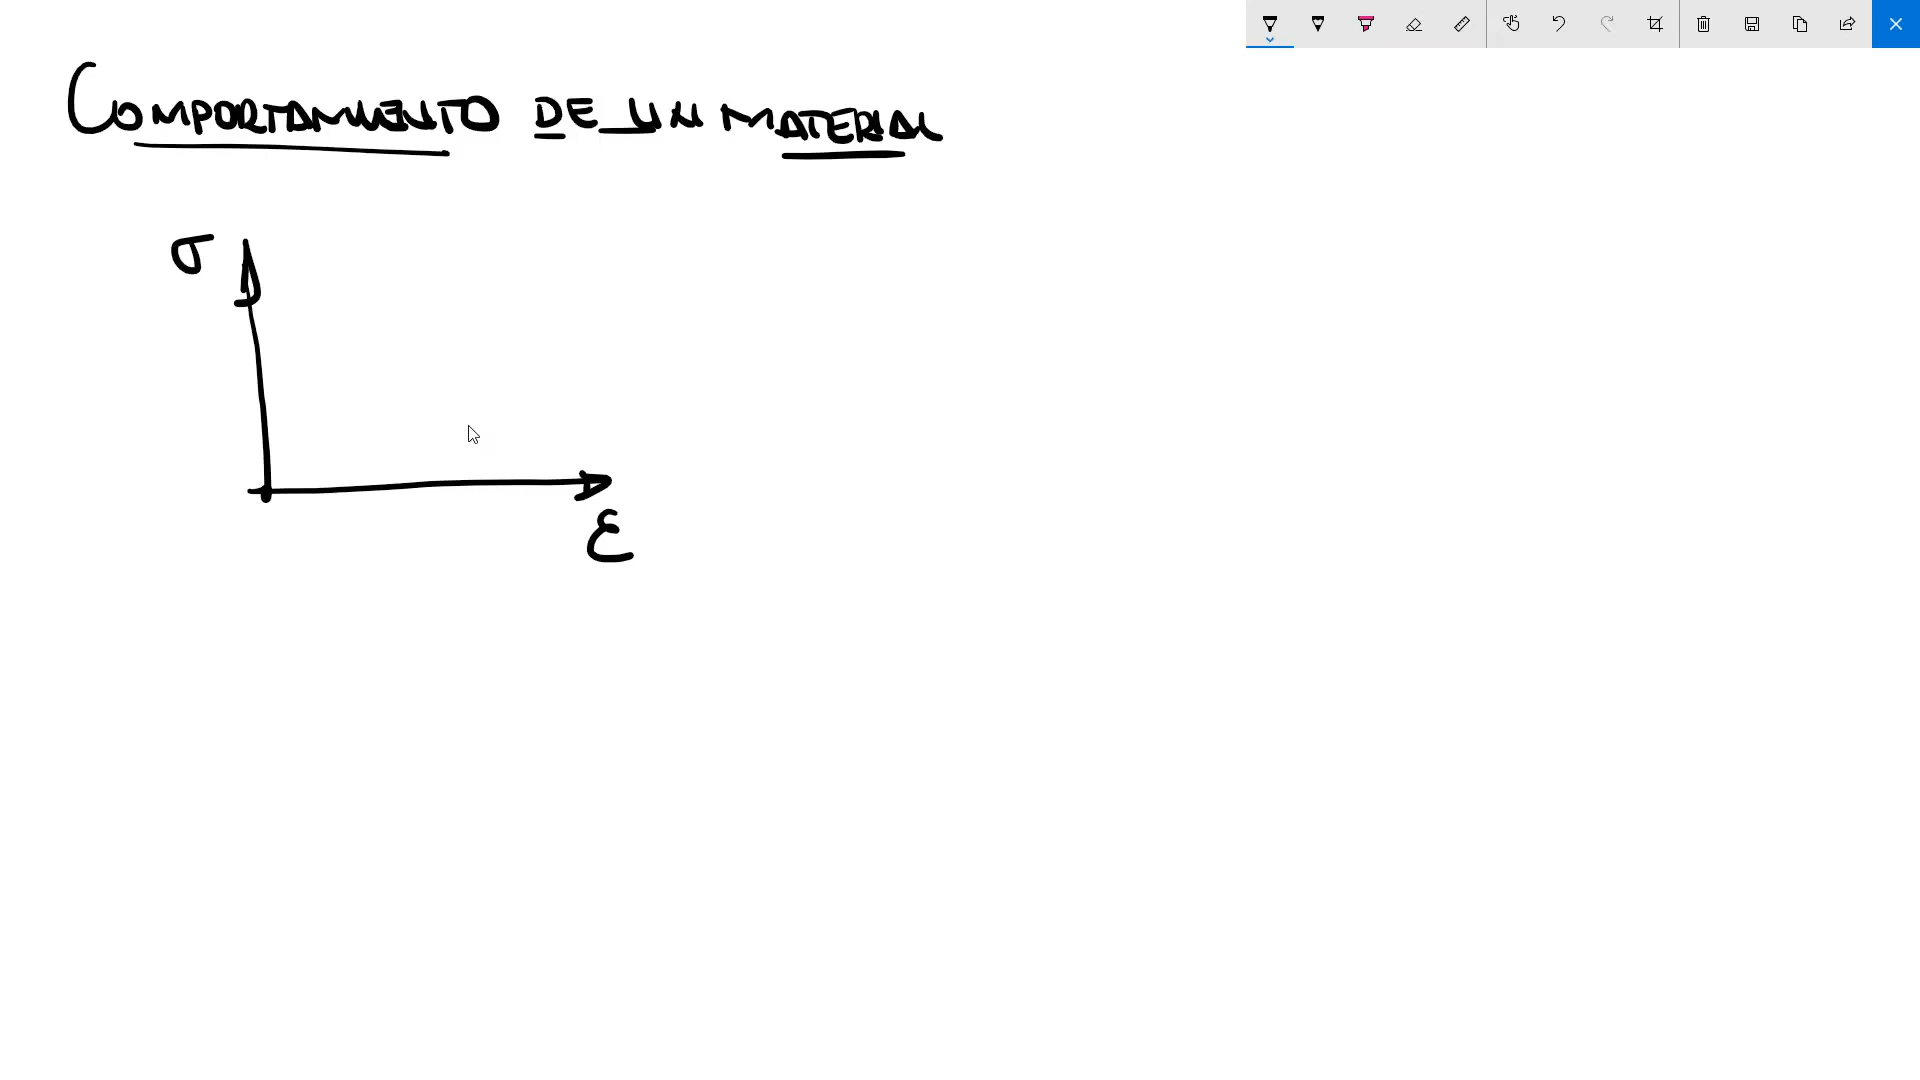 COMPORTAMIENTO DE UN MATERIAL
σ
ε